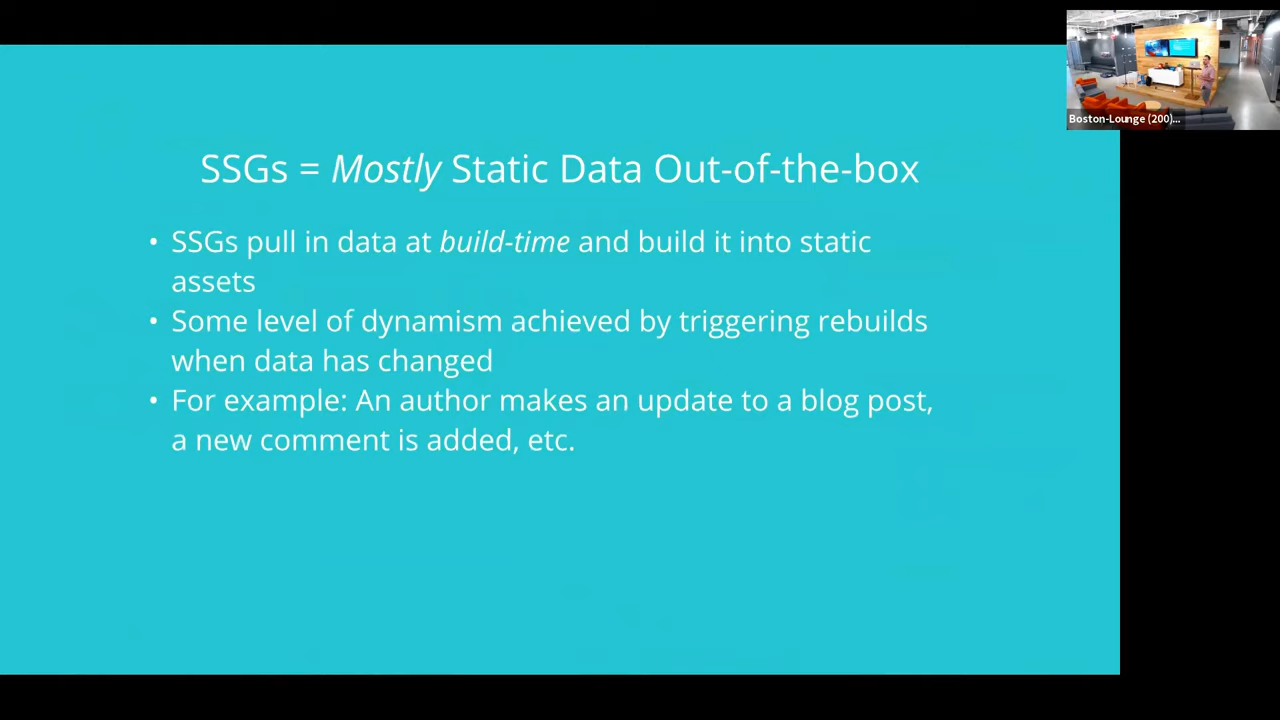 SSGs = Mostly Static Data Out-of-the-box
• SSGs pull in data at build-time and build it into static
assets
• Some level of dynamism achieved by triggering rebuilds
when data has changed
• For example: An author makes an update to a blog post,
a new comment is added, etc.
Boston-Lounge (200)...